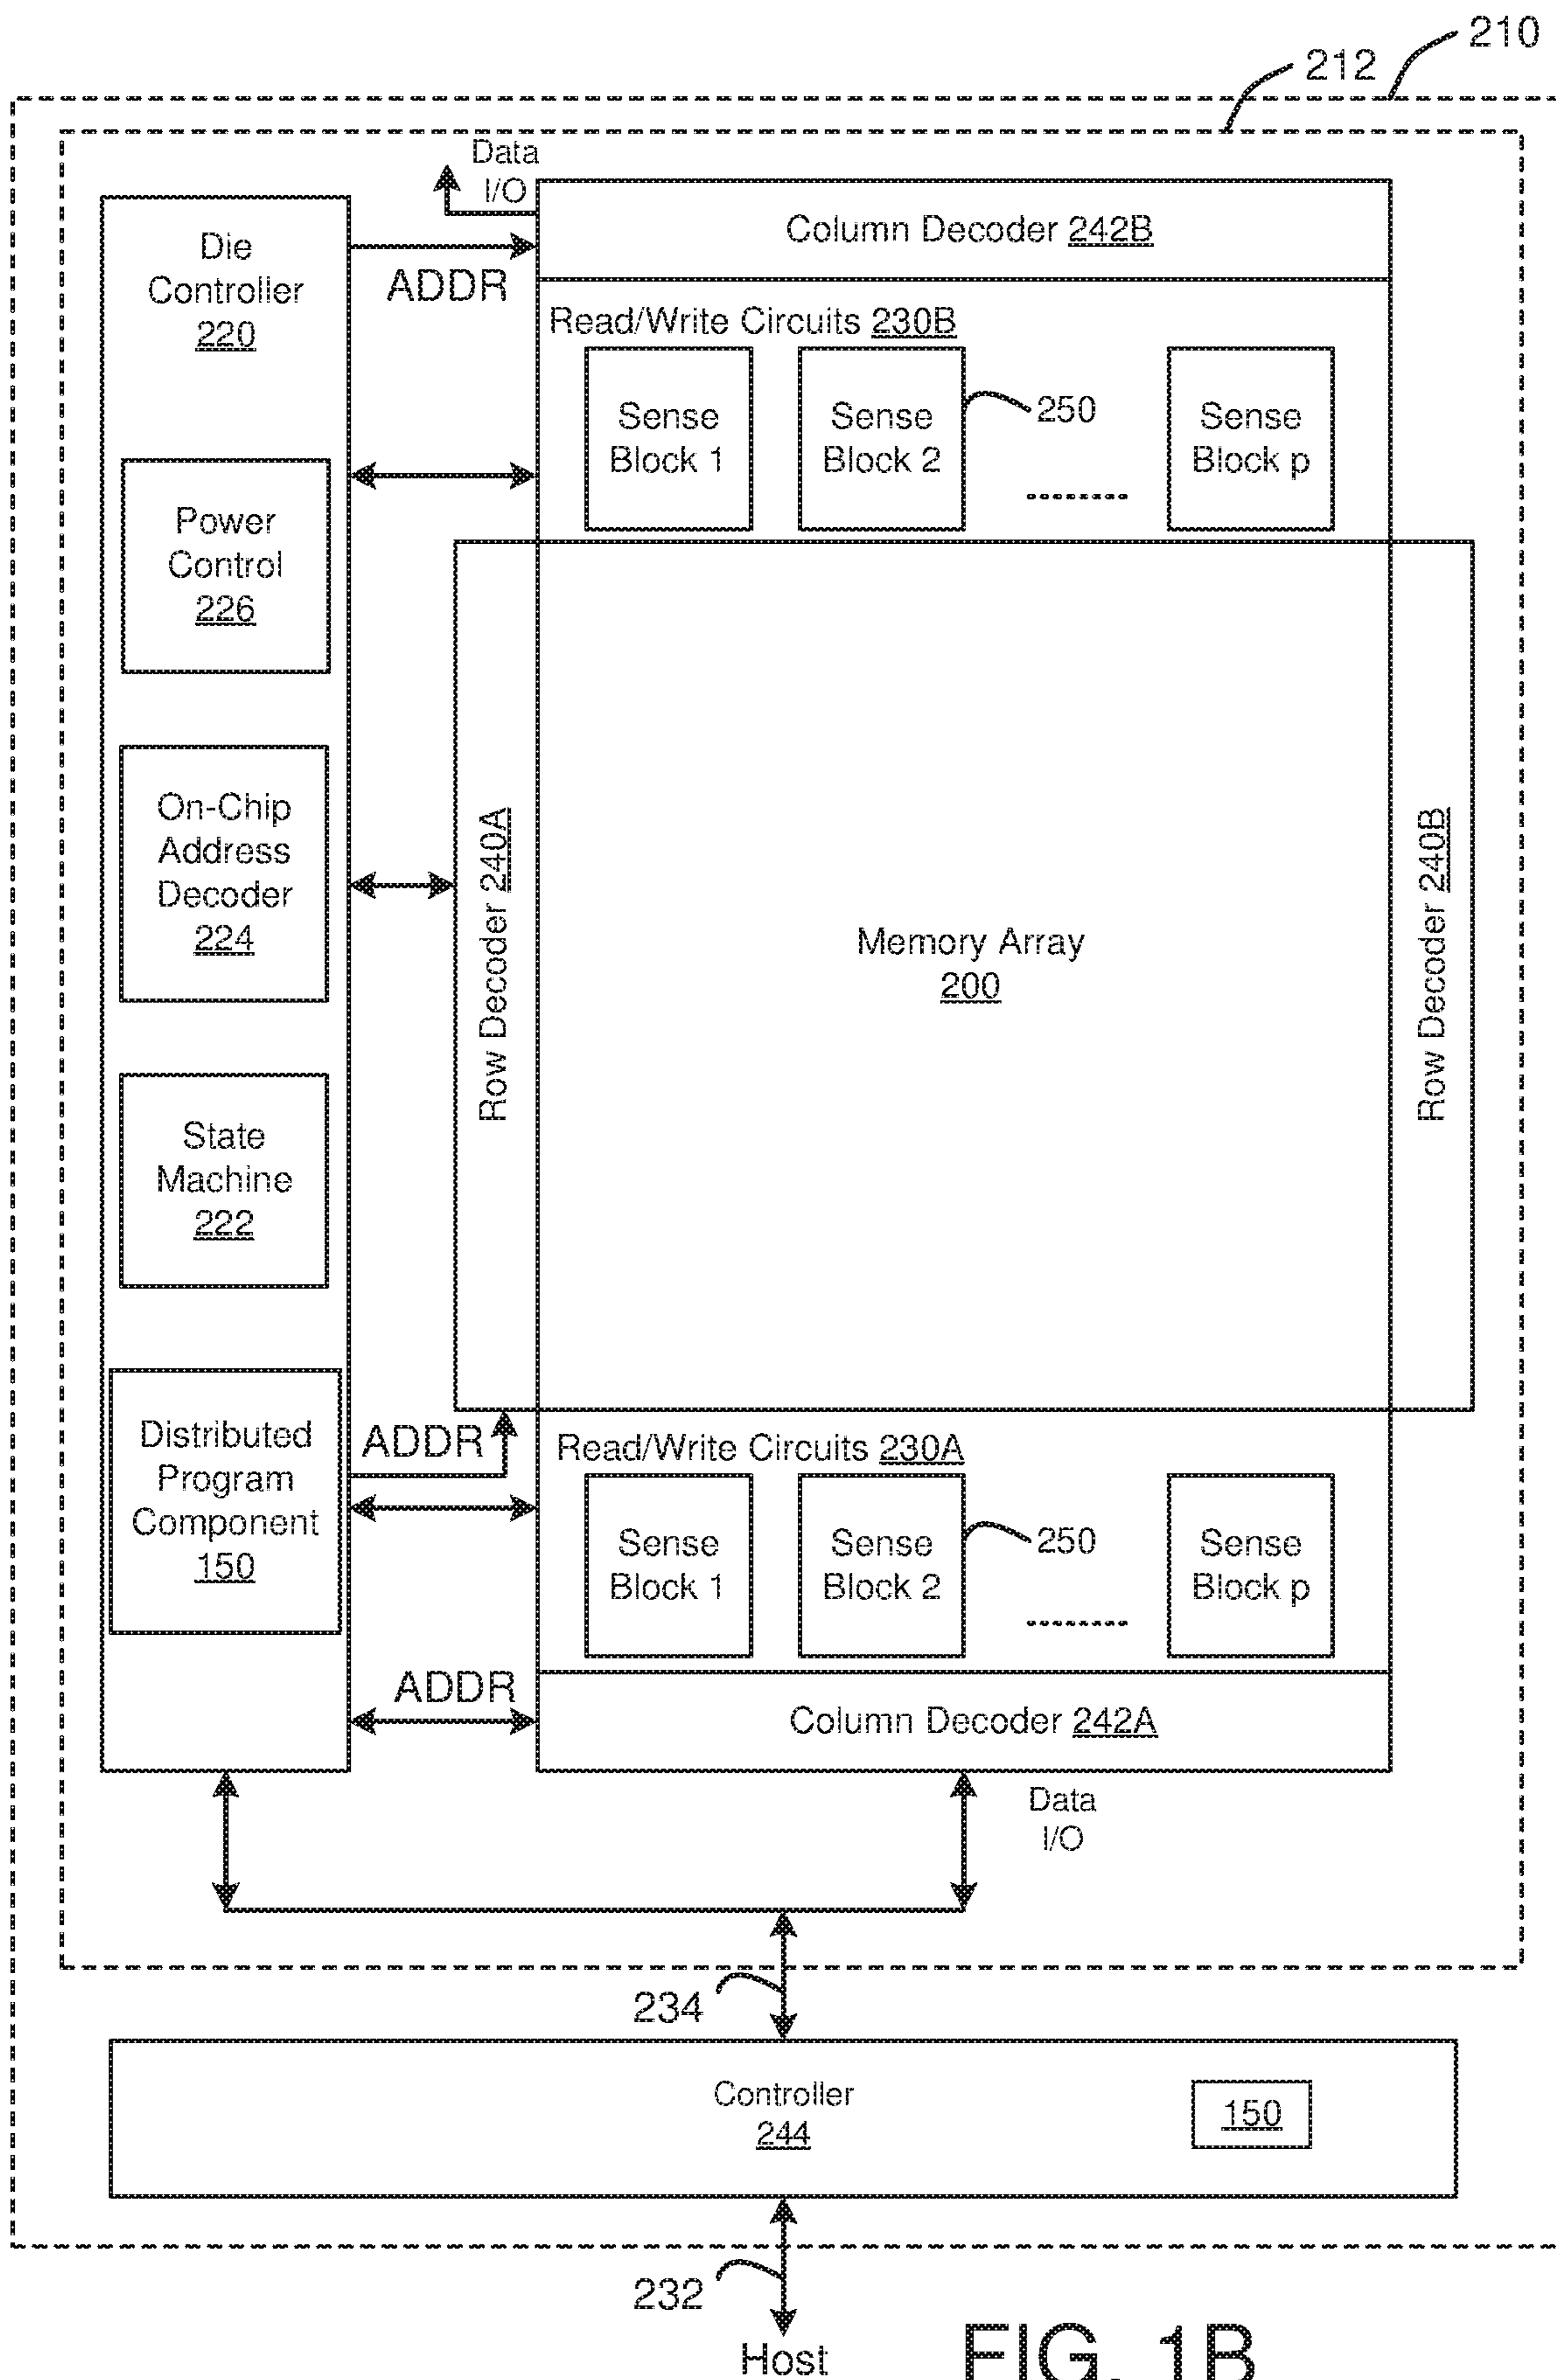 210
212
Data
I/O
Die
Controller
220
ADDR
Column Decoder 242B
Read/Write Circuits 230B
Sense
Block 1
Sense
Block 2
250
Sense
Block p
Power
Control
226
On-Chip
Address
Decoder
224
Row Decoder 240A
Memory Array
200
Row Decoder 240B
State
Machine
222
Distributed
Program
Component
150
ADDR
Read/Write Circuits 230A
Sense
Block 1
Sense
Block 2
250
Sense
Block p
ADDR
Column Decoder 242A
Data
I/O
234
Controller
244
150
232
Host
FIG. 1B